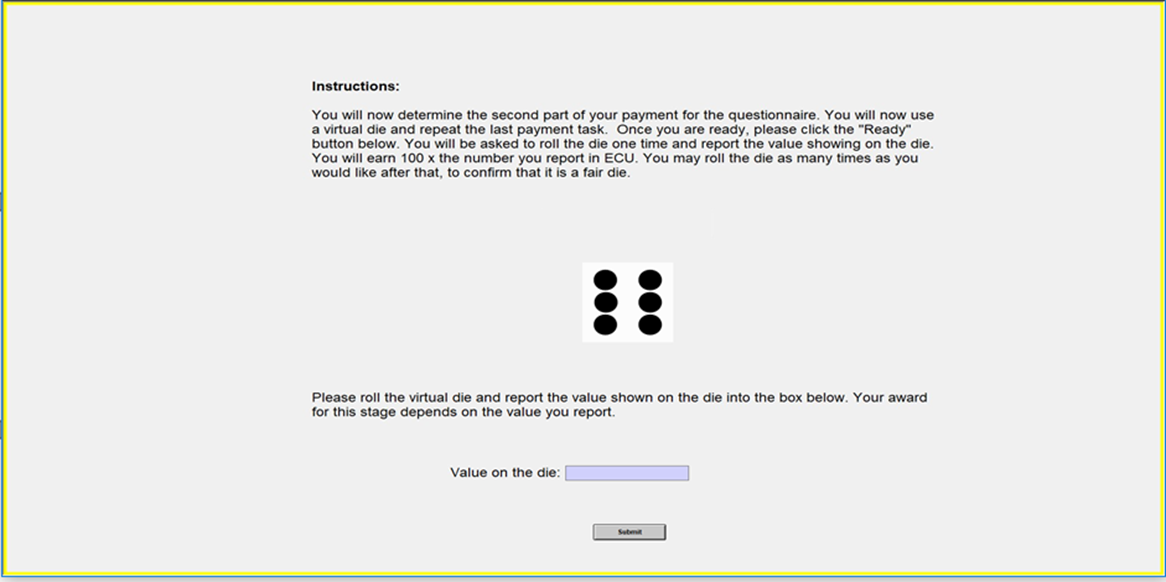 Instructions:
You will now determine the second part of your payment for the questionnaire. You will now use
a virtual die and repeat the last payment task.  Once you are ready, please click the "Ready"
button below. You will be asked to roll the die one time and report the value showing on the die.
You will earn 100 x the number you report in ECU. You may roll the die as many times as you
would like after that, to confirm that it is a fair die.
Please roll the virtual die and report the value shown on the die into the box below. Your award
for this stage depends on the value you report.
Value on the die:
Submit